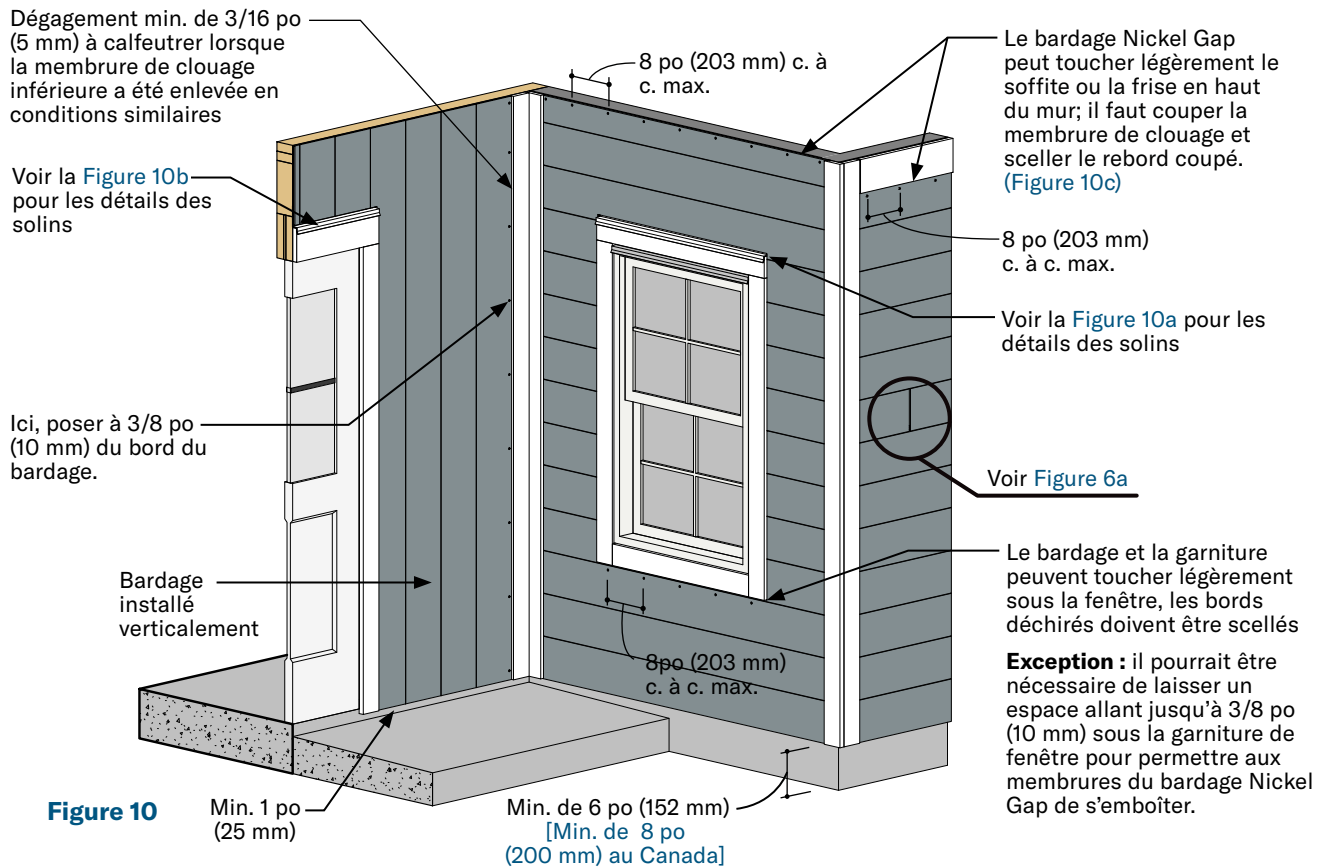 Dégagement min. de 3/16 po
(5 mm) à calfeutrer lorsque
la membrure de clouage
inférieure a été enlevée en
conditions similaires
8 po (203 mm) c. à
c. max.
Le bardage Nickel Gap
peut toucher légèrement le
soffite ou la frise en haut
du mur; il faut couper la
membrure de clouage et
sceller le rebord coupé.
(Figure 10c)
Voir la Figure 10b
pour les détails des
solins
8 po (203 mm)
c. à c. max.
Voir la Figure 10a pour les
détails des solins
Ici, poser à 3/8 po
(10 mm) du bord du
bardage.
Voir Figure 6a
Bardage
installé
verticalement
Le bardage et la garniture
peuvent toucher légèrement
sous la fenêtre, les bords
déchirés doivent être scellés
8po (203 mm)
c. à c. max.
Exception : il pourrait être
nécessaire de laisser un
espace allant jusqu'à 3/8 po
(10 mm) sous la garniture de
fenêtre pour permettre aux
membrures du bardage Nickel
Gap de s'emboîter.
Figure 10
Min. 1 po
(25 mm)
Min. de 6 po (152 mm)
[Min. de 8 po
(200 mm) au Canada]